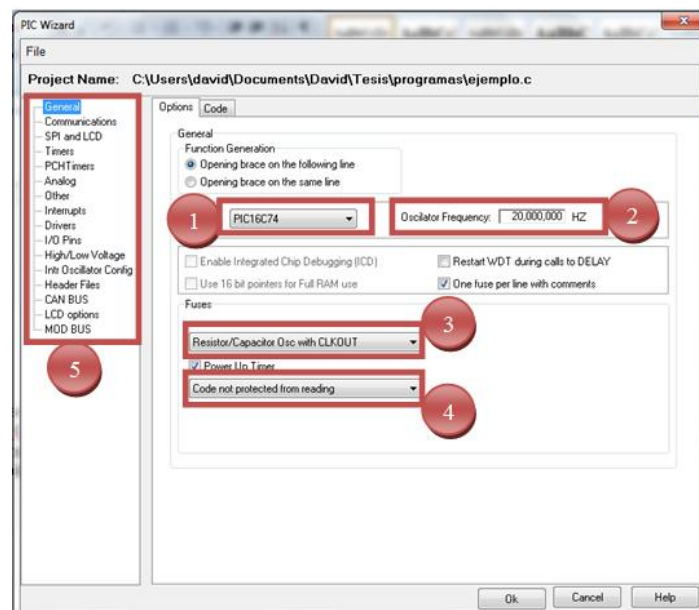 PIC Wizard
File
Project Name: C:\Users\david\Documents\David\Tesis\programas\ejemplo.c
General
Communications
SPI and LCD
Timers
PCHTimers
Analog
Other
Interrupts
Drivers
I/O Pins
High/Low Voltage
Intr Oscillator Config
Header Files
CAN BUS
LCD options
MOD BUS
5
Options Code
General
Function Generation
Opening brace on the following line
Opening brace on the same line
1 PIC16C74 Oscilator Frequency: 20,000,000 HZ 2
Enable Integrated Chip Debugging (ICD) Restart WDT during calls to DELAY
Use 16 bit pointers for Full RAM use One fuse per line with comments
Fuses
3
Resistor/Capacitor Osc with CLKOUT
Power Up Timer
Code not protected from reading
4
Ok Cancel Help